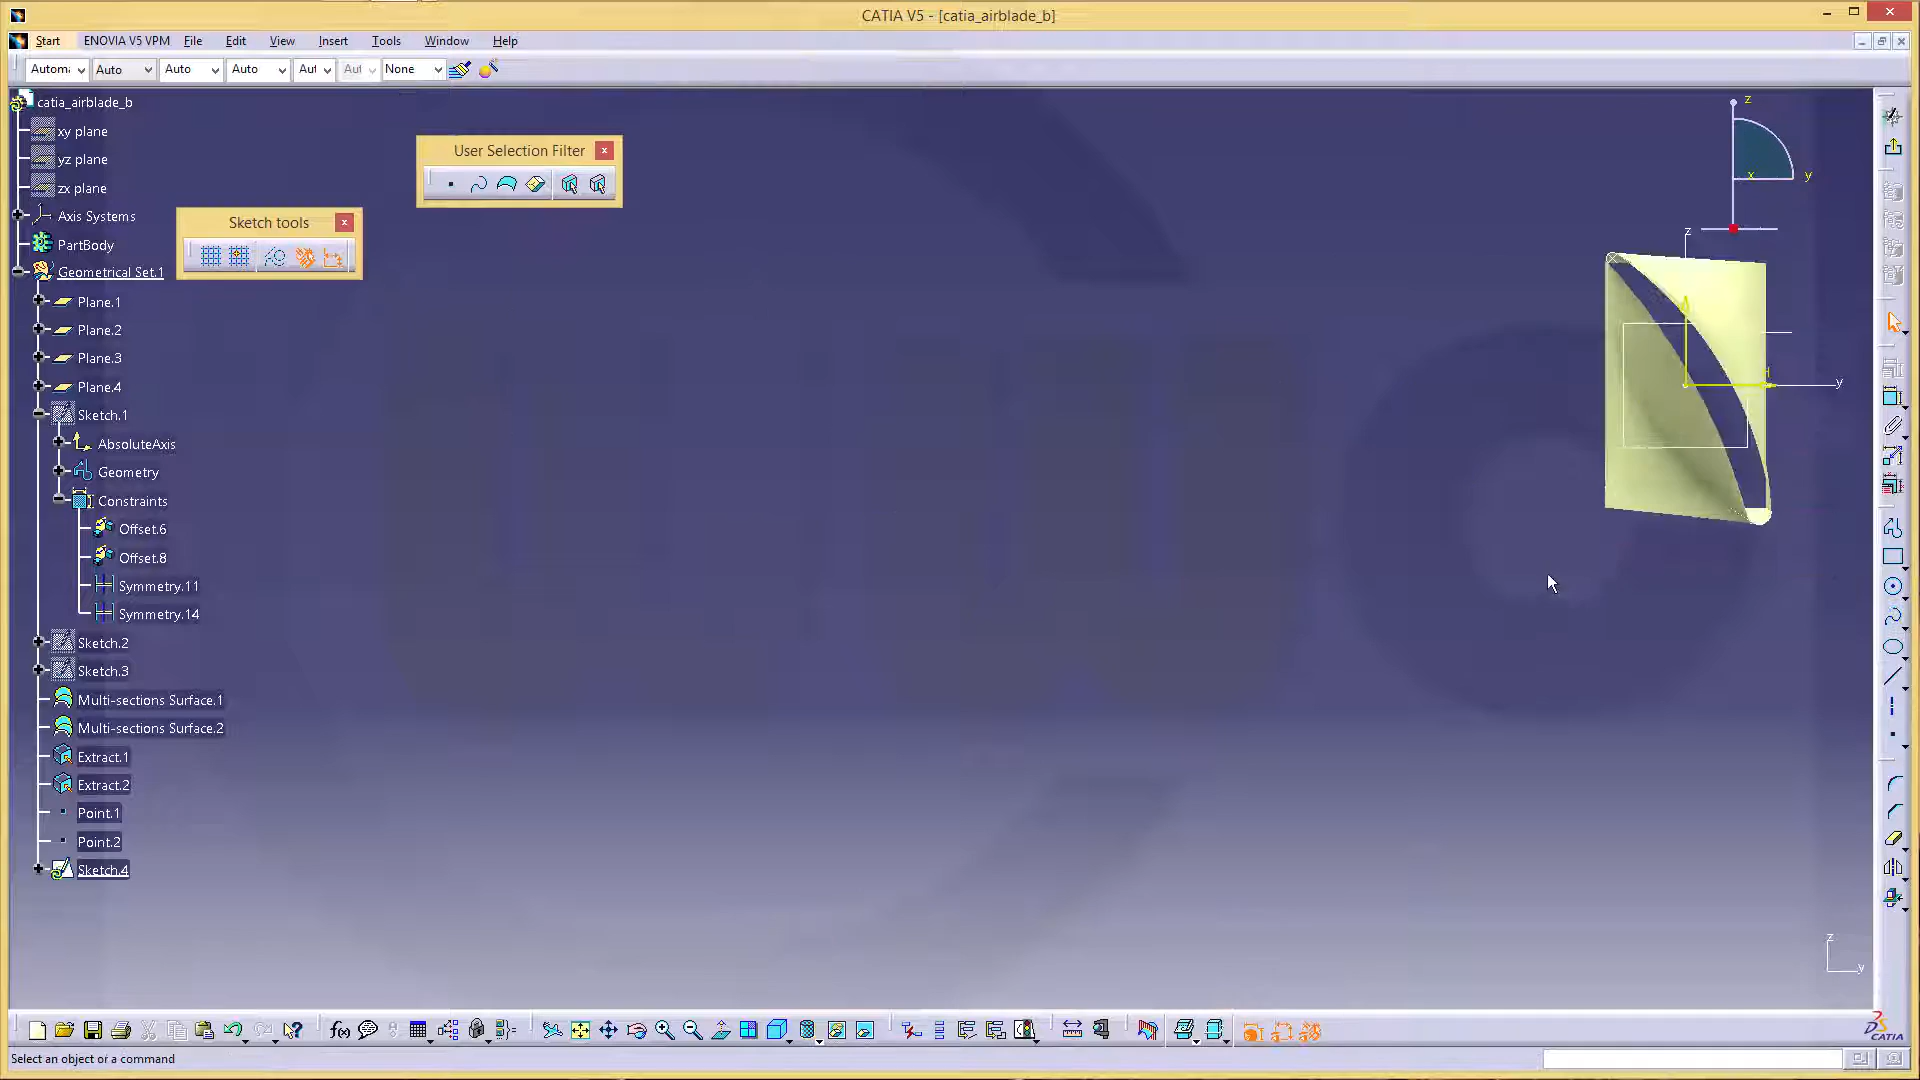 CATIA V5 - [catia_airblade_b]
Start ENOVIA V5 VPM File Edit View Insert Tools Window Help
Automa Auto Auto Auto Aut Aut None
catia_airblade_b
xy plane
yz plane
zx plane
Axis Systems
PartBody
Geometrical Set.1
Plane.1
Plane.2
Plane.3
Plane.4
Sketch.1
AbsoluteAxis
Geometry
Constraints
Offset.6
Offset.8
Symmetry.11
Symmetry.14
Sketch.2
Sketch.3
Multi-sections Surface.1
Multi-sections Surface.2
Extract.1
Extract.2
Point.1
Point.2
Sketch.4
User Selection Filter
Sketch tools
z
x y
z
H
y
z
y
f(x)
CATIA
Select an object or a command